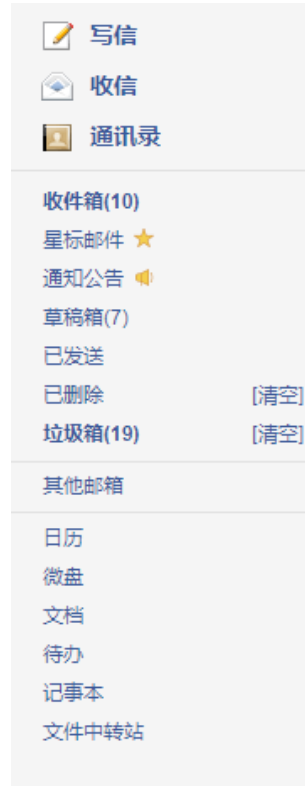 写信
收信
通讯录
收件箱(10)
星标邮件
通知公告
草稿箱(7)
已发送
已删除 [清空]
垃圾箱(19) [清空]
其他邮箱
日历
微盘
文档
待办
记事本
文件中转站